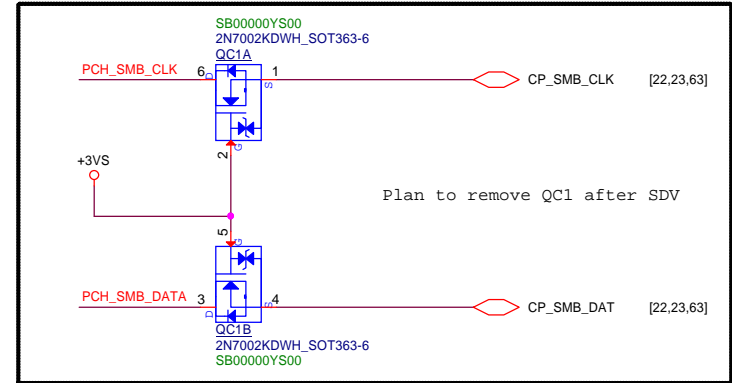 SB00000YS00
2N7002KDWH_SOT363-6
QC1A
PCH_SMB_CLK
6
D
1
S
CP_SMB_CLK
[22,23,63]
2
G
+3VS
Plan to remove QC1 after SDV
5
G
PCH_SMB_DATA
3
D
4
S
CP_SMB_DAT
[22,23,63]
QC1B
2N7002KDWH_SOT363-6
SB00000YS00